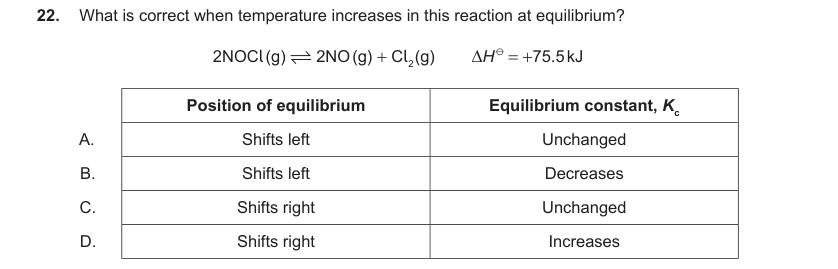 22. What is correct when temperature increases in this reaction at equilibrium?
2NOCl(g) ⇌ 2NO(g) + Cl₂(g) ΔH⦵ = +75.5 kJ
Position of equilibrium Equilibrium constant, K꜀
A. Shifts left Unchanged
B. Shifts left Decreases
C. Shifts right Unchanged
D. Shifts right Increases